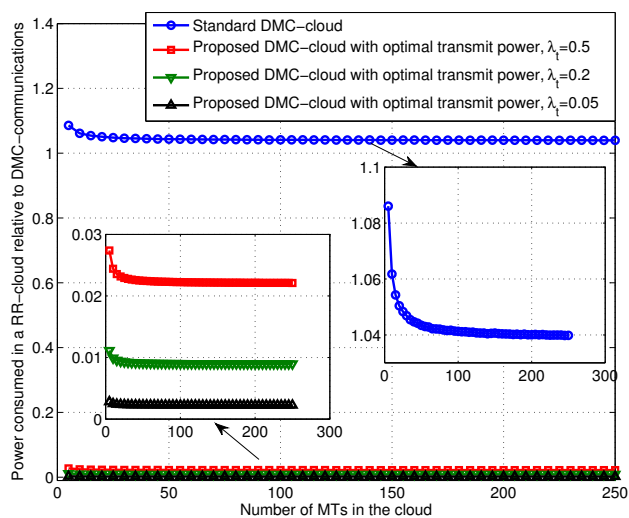 Standard DMC−cloud
Proposed DMC−cloud with optimal transmit power, λt=0.5
Proposed DMC−cloud with optimal transmit power, λt=0.2
Proposed DMC−cloud with optimal transmit power, λt=0.05
Power consumed in a RR−cloud relative to DMC−communications
1.4
1.2
1
0.8
0.6
0.4
0.2
0
0 50 100 150 200 250
Number of MTs in the cloud
0.03
0.02
0.01
0
0 100 200 300
1.1
1.08
1.06
1.04
0 100 200 300